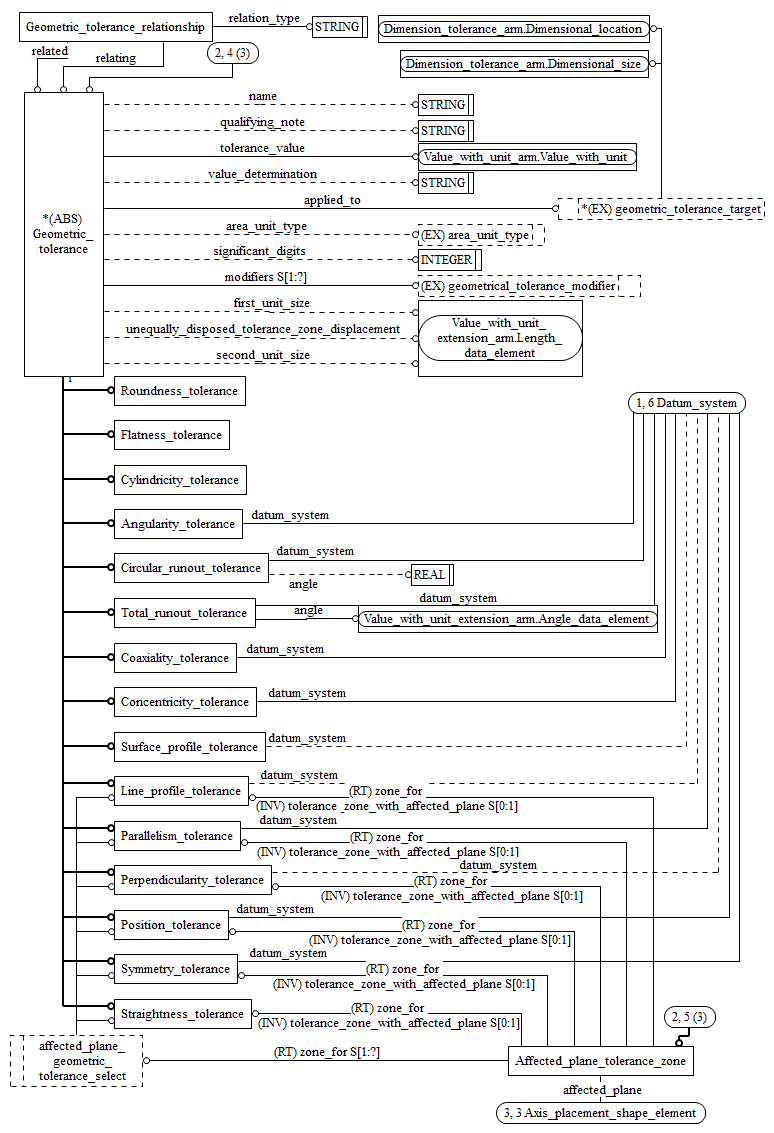 Geometric_tolerance_relationship
relation_type
STRING
Dimension_tolerance_arm.Dimensional_location
related
relating
2, 4 (3)
Dimension_tolerance_arm.Dimensional_size
name
STRING
qualifying_note
STRING
tolerance_value
Value_with_unit_arm.Value_with_unit
value_determination
STRING
*(ABS)
Geometric_
tolerance
applied_to
*(EX) geometric_tolerance_target
area_unit_type
(EX) area_unit_type
significant_digits
INTEGER
modifiers S[1:?]
(EX) geometrical_tolerance_modifier
first_unit_size
unequally_disposed_tolerance_zone_displacement
second_unit_size
Value_with_unit_
extension_arm.Length_
data_element
1
Roundness_tolerance
1, 6 Datum_system
Flatness_tolerance
Cylindricity_tolerance
Angularity_tolerance
datum_system
Circular_runout_tolerance
datum_system
angle
REAL
Total_runout_tolerance
datum_system
angle
Value_with_unit_extension_arm.Angle_data_element
Coaxiality_tolerance
datum_system
Concentricity_tolerance
datum_system
Surface_profile_tolerance
datum_system
Line_profile_tolerance
datum_system
(RT) zone_for
(INV) tolerance_zone_with_affected_plane S[0:1]
Parallelism_tolerance
datum_system
(RT) zone_for
(INV) tolerance_zone_with_affected_plane S[0:1]
Perpendicularity_tolerance
datum_system
(RT) zone_for
(INV) tolerance_zone_with_affected_plane S[0:1]
Position_tolerance
datum_system
(RT) zone_for
(INV) tolerance_zone_with_affected_plane S[0:1]
Symmetry_tolerance
datum_system
(RT) zone_for
(INV) tolerance_zone_with_affected_plane S[0:1]
Straightness_tolerance
(RT) zone_for
(INV) tolerance_zone_with_affected_plane S[0:1]
2, 5 (3)
affected_plane_
geometric_
tolerance_select
(RT) zone_for S[1:?]
Affected_plane_tolerance_zone
affected_plane
3, 3 Axis_placement_shape_element